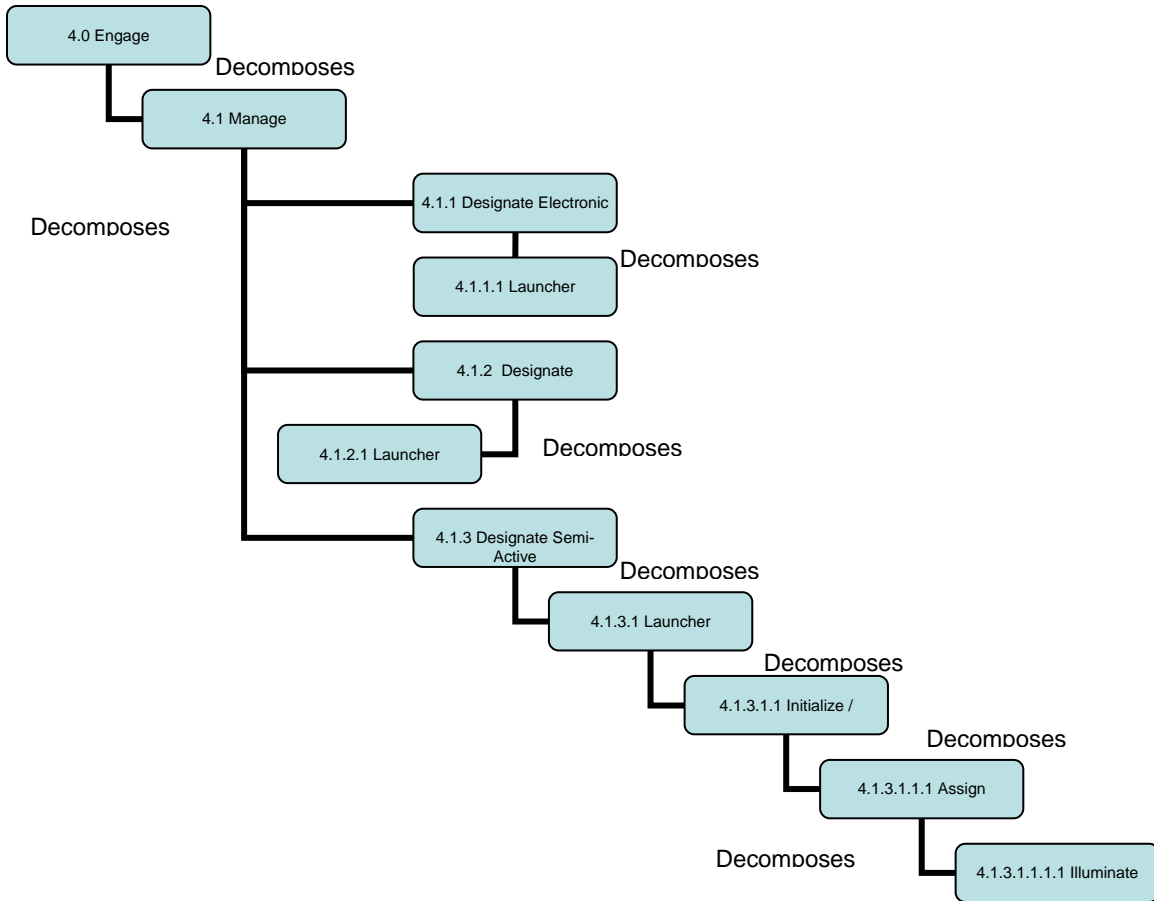 4.0 Engage
Decomposes
4.1 Manage
4.1.1 Designate Electronic
Decomposes
Decomposes
4.1.1.1 Launcher
4.1.2 Designate
4.1.2.1 Launcher
Decomposes
4.1.3 Designate Semi-
Active
Decomposes
4.1.3.1 Launcher
Decomposes
4.1.3.1.1 Initialize /
Decomposes
4.1.3.1.1.1 Assign
Decomposes
4.1.3.1.1.1.1 Illuminate